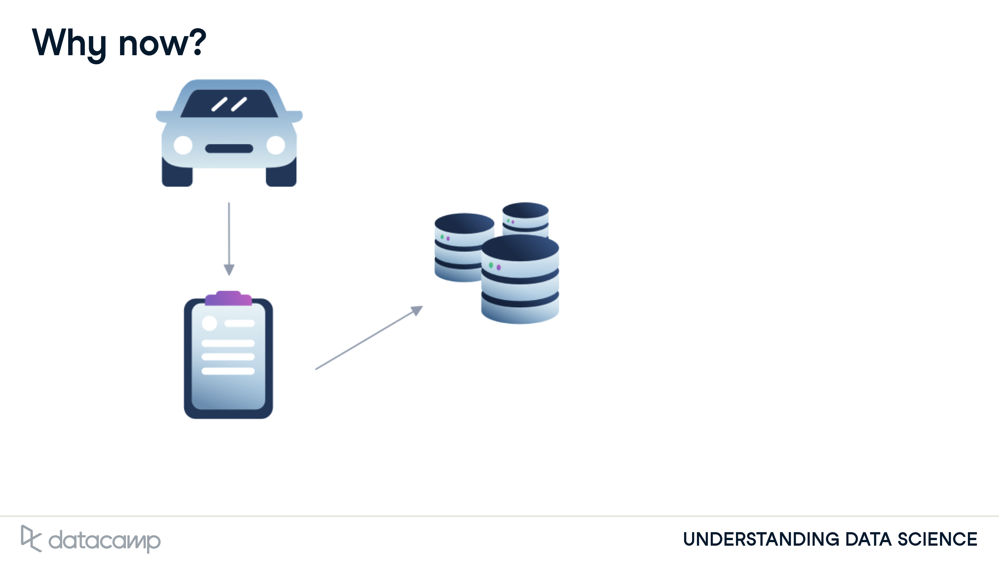 Why now?
datacamp
UNDERSTANDING DATA SCIENCE